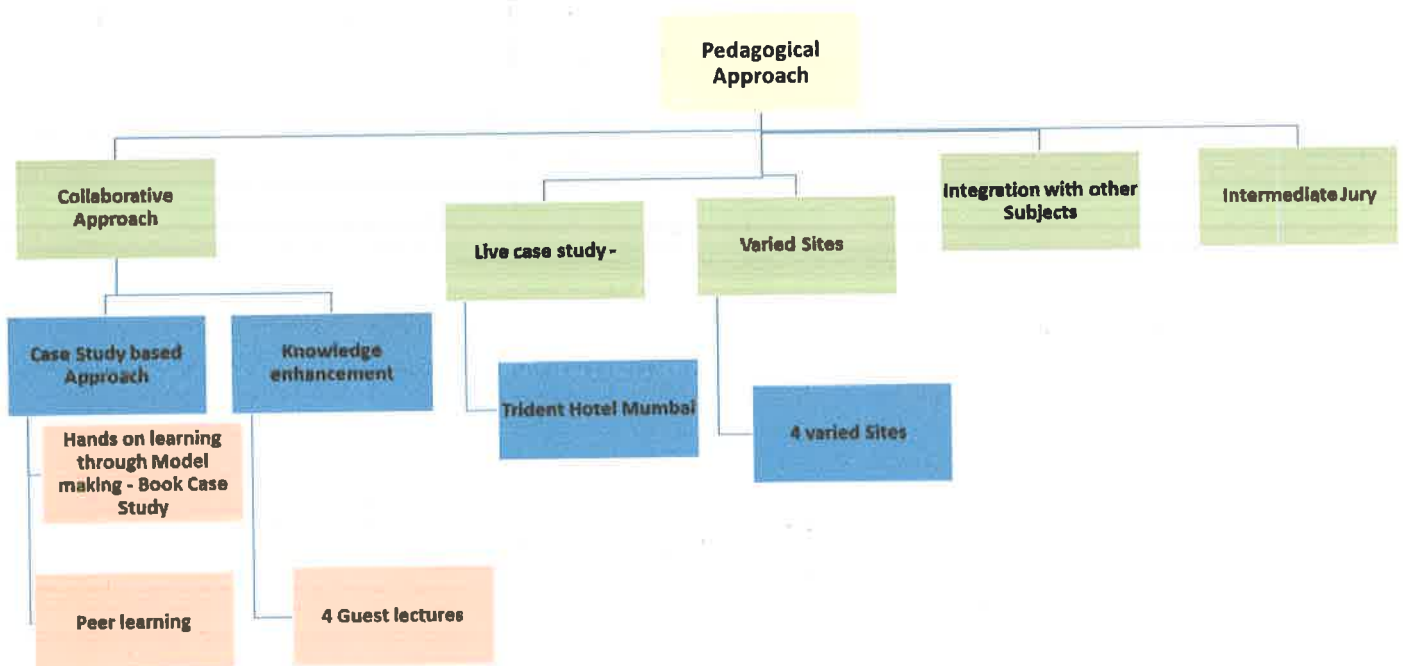 Pedagogical
Approach
Collaborative
Approach
Live case study -
Varied Sites
Integration with other
Subjects
Intermediate Jury
Case Study based
Approach
Knowledge
enhancement
Trident Hotel Mumbai
4 varied Sites
Hands on learning
through Model
making - Book Case
Study
Peer learning
4 Guest lectures